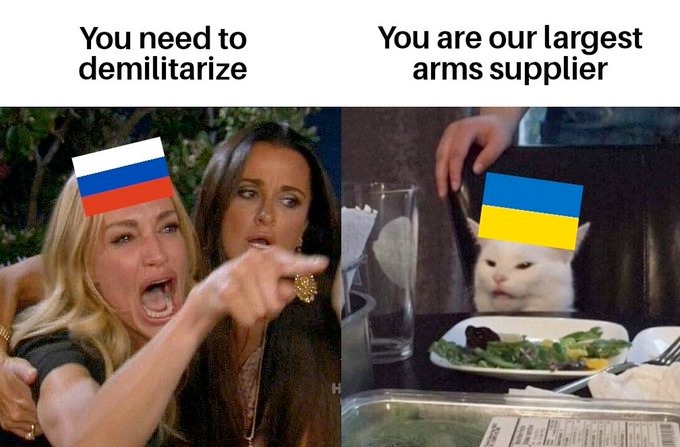 You need to
demilitarize
You are our largest
arms supplier